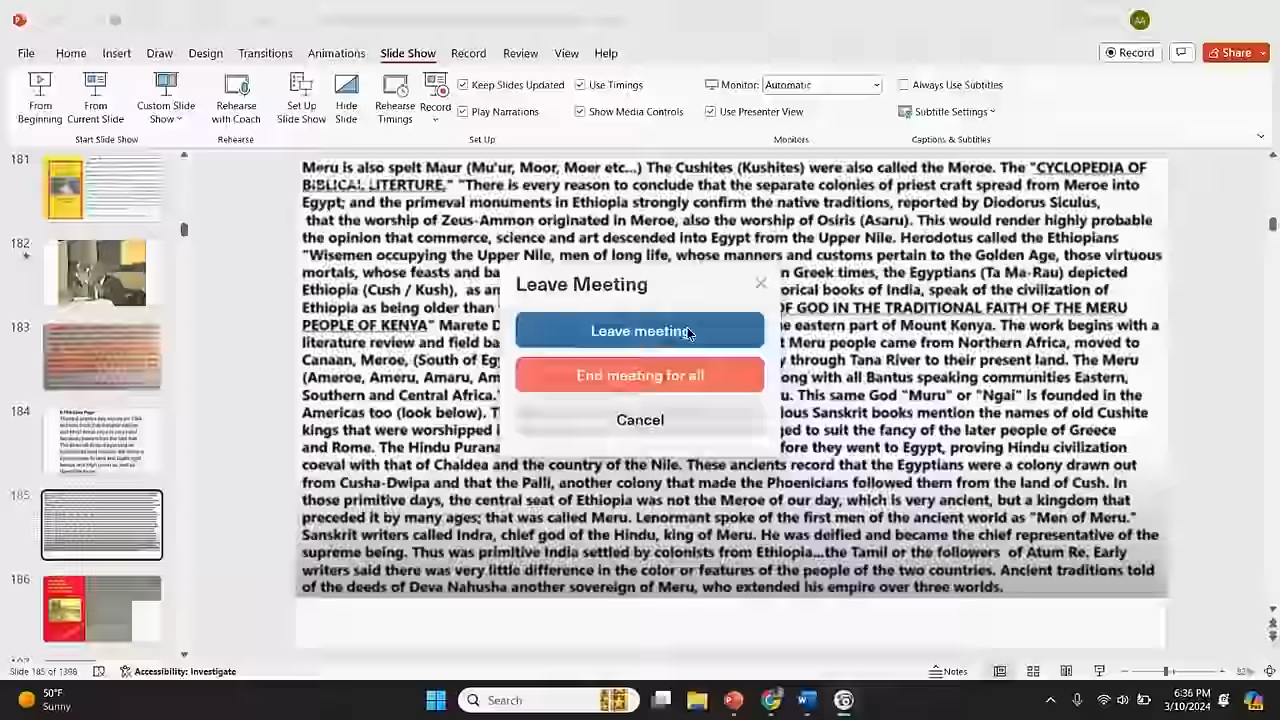 AA
File Home Insert Draw Design Transitions Animations Slide Show Record Review View Help
Record Share
From Beginning
From Current Slide
Custom Slide Show
Rehearse with Coach
Set Up Slide Show
Hide Slide
Rehearse Timings
Record
Keep Slides Updated Use Timings
Play Narrations Show Media Controls
Monitor: Automatic
Use Presenter View
Always Use Subtitles
Subtitle Settings
Start Slide Show Rehearse Set Up Monitors Captions & Subtitles
181
182
183
184
185
186
Meru is also spelt Maur (Mu'ur, Moor, Moer etc...) The Cushites (Kushites) were also called the Meroe. The "CYCLOPEDIA OF
BIBLICAL LITERTURE." "There is every reason to conclude that the separate colonies of priest craft spread from Meroe into
Egypt; and the primeval monuments in Ethiopia strongly confirm the native traditions, reported by Diodorus Siculus,
that the worship of Zeus-Ammon originated in Meroe, also the worship of Osiris (Asaru). This would render highly probable
the opinion that commerce, science and art descended into Egypt from the Upper Nile. Herodotus called the Ethiopians
"Wisemen occupying the Upper Nile, men of long life, whose manners and customs pertain to the Golden Age, those virtuous
mortals, whose feasts and ba n Greek times, the Egyptians (Ta Ma-Rau) depicted
Ethiopia (Cush / Kush), as an orical books of India, speak of the civilization of
Ethiopia as being older than OF GOD IN THE TRADITIONAL FAITH OF THE MERU
PEOPLE OF KENYA" Marete D e eastern part of Mount Kenya. The work begins with a
literature review and field ba t Meru people came from Northern Africa, moved to
Canaan, Meroe, (South of Eg y through Tana River to their present land. The Meru
(Ameroe, Ameru, Amaru, Am ong with all Bantus speaking communities Eastern,
Southern and Central Africa." u. This same God "Muru" or "Ngai" is founded in the
Americas too (look below). T ious Sanskrit books mention the names of old Cushite
kings that were worshipped i ed to suit the fancy of the later people of Greece
and Rome. The Hindu Puran fore they went to Egypt, proving Hindu civilization
coeval with that of Chaldea and the country of the Nile. These ancients record that the Egyptians were a colony drawn out
from Cusha-Dwipa and that the Palli, another colony that made the Phoenicians followed them from the land of Cush. In
those primitive days, the central seat of Ethiopia was not the Meroe of our day, which is very ancient, but a kingdom that
preceded it by many ages; that was called Meru. Lenormant spoke of the first men of the ancient world as "Men of Meru."
Sanskrit writers called Indra, chief god of the Hindu, king of Meru. He was deified and became the chief representative of the
supreme being. Thus was primitive India settled by colonists from Ethiopia...the Tamil or the followers of Atum Re. Early
writers said there was very little difference in the color or features of the people of the two countries. Ancient traditions told
of the deeds of Deva Nahusha another sovereign of Meru, who extended his empire over three worlds.
Leave Meeting
Leave meeting
End meeting for all
Cancel
Slide 185 of 1398 Accessibility: Investigate Notes 82%
50°F
Sunny
Search
6:36 PM
3/10/2024